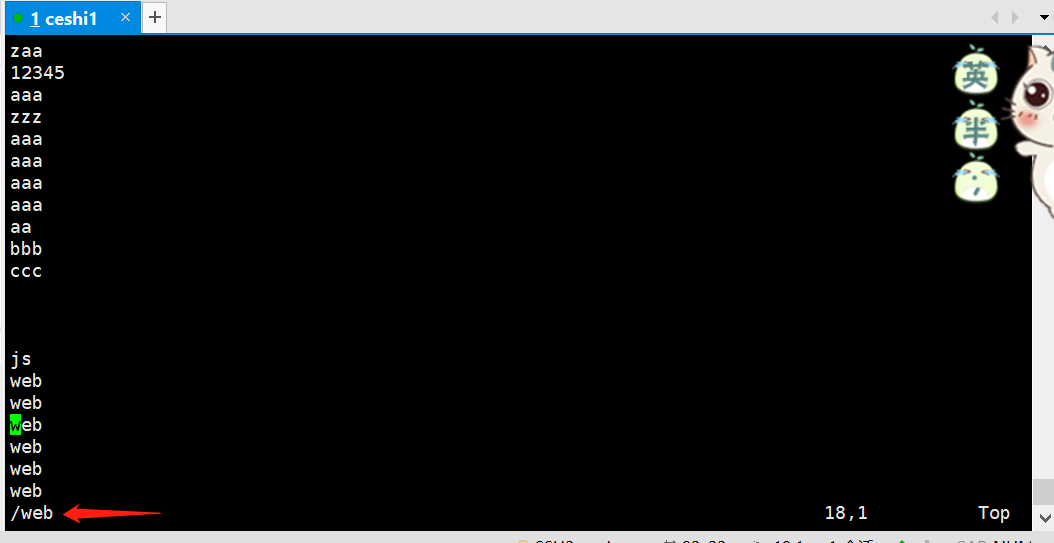 1 ceshi1
zaa
12345
aaa
zzz
aaa
aaa
aaa
aaa
aa
bbb
ccc
js
web
web
web
web
web
web
/web 18,1 Top
英
半